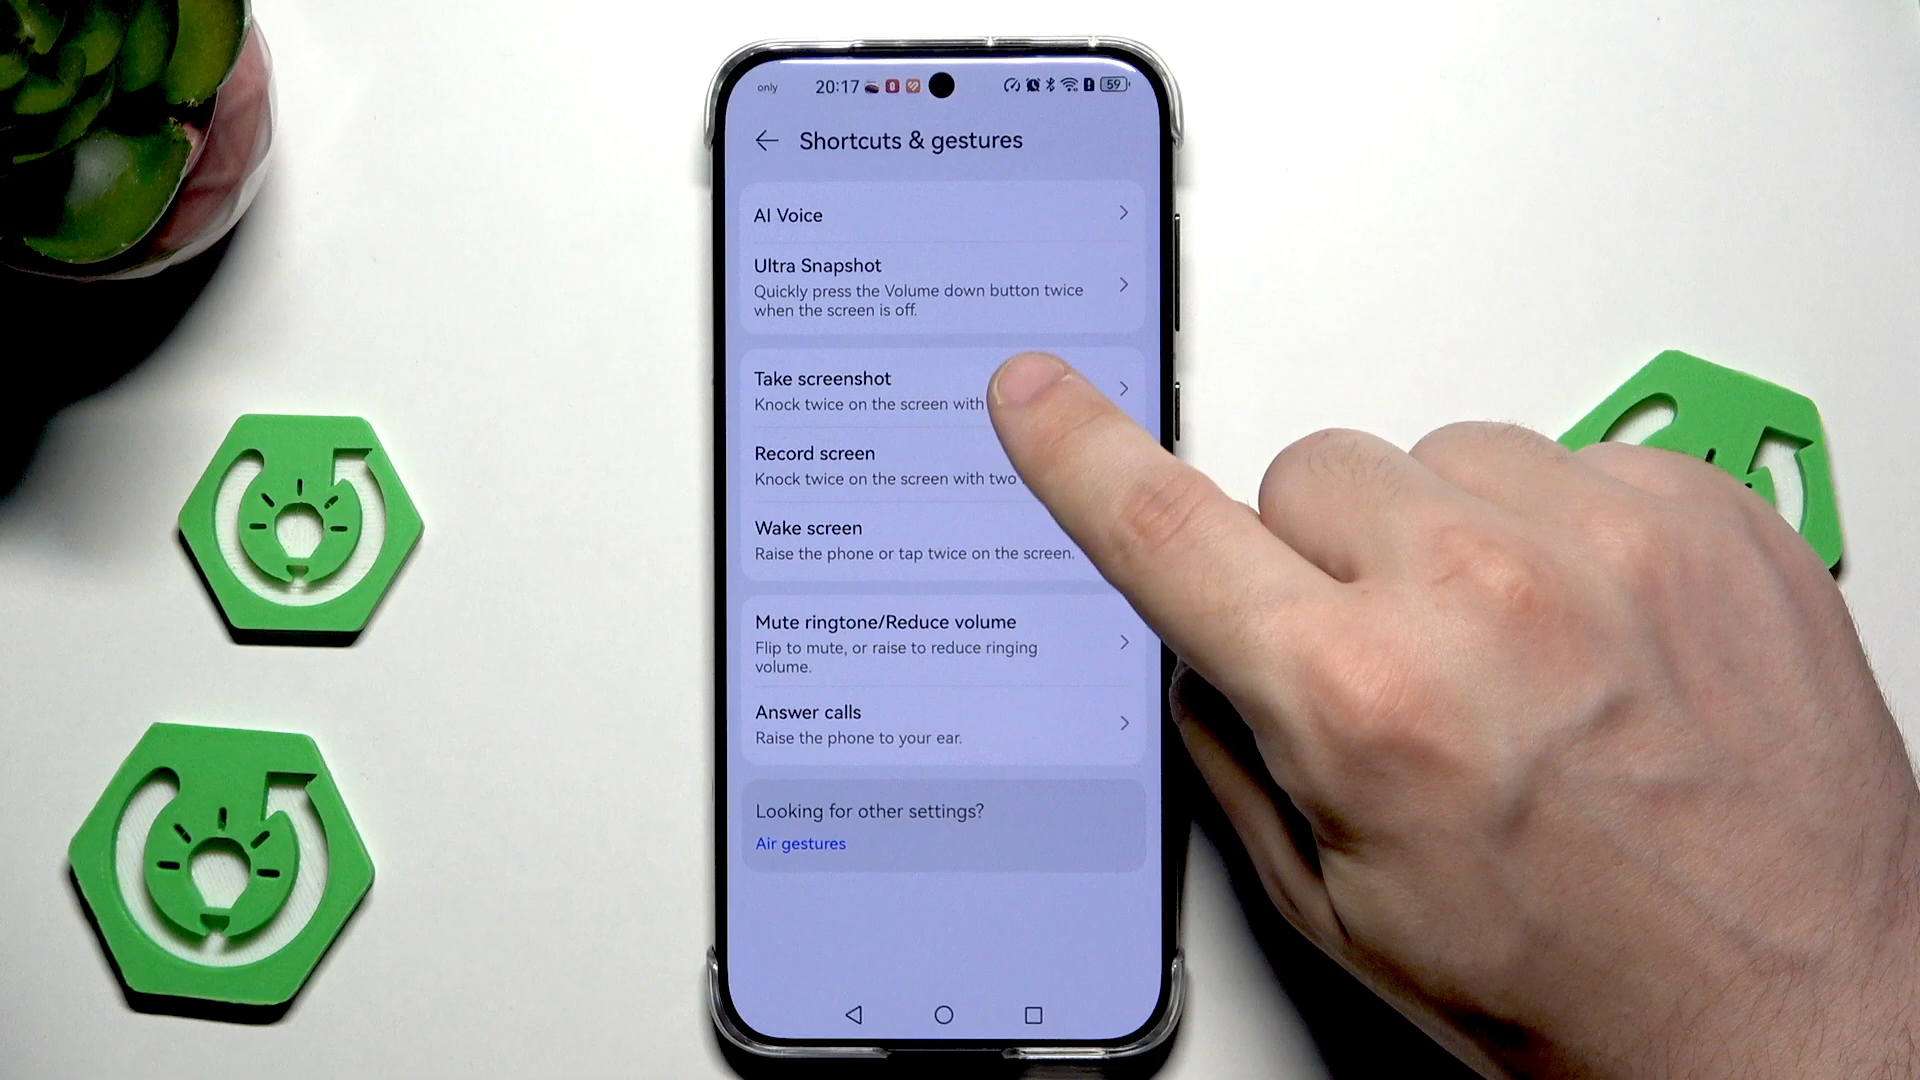 only 20:17 59
Shortcuts & gestures
AI Voice
Ultra Snapshot
Quickly press the Volume down button twice
when the screen is off.
Take screenshot
Knock twice on the screen with
Record screen
Knock twice on the screen with two
Wake screen
Raise the phone or tap twice on the screen.
Mute ringtone/Reduce volume
Flip to mute, or raise to reduce ringing
volume.
Answer calls
Raise the phone to your ear.
Looking for other settings?
Air gestures